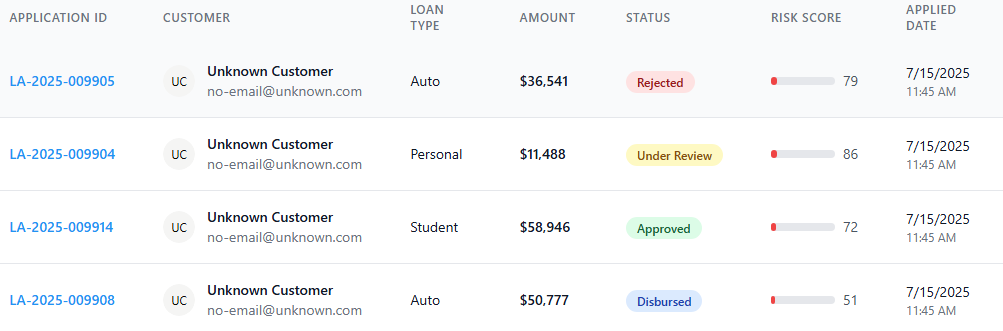 APPLICATION ID CUSTOMER LOAN TYPE AMOUNT STATUS RISK SCORE APPLIED DATE
LA-2025-009905 UC Unknown Customer Auto $36,541 Rejected 79 7/15/2025
no-email@unknown.com 11:45 AM
LA-2025-009904 UC Unknown Customer Personal $11,488 Under Review 86 7/15/2025
no-email@unknown.com 11:45 AM
LA-2025-009914 UC Unknown Customer Student $58,946 Approved 72 7/15/2025
no-email@unknown.com 11:45 AM
LA-2025-009908 UC Unknown Customer Auto $50,777 Disbursed 51 7/15/2025
no-email@unknown.com 11:45 AM